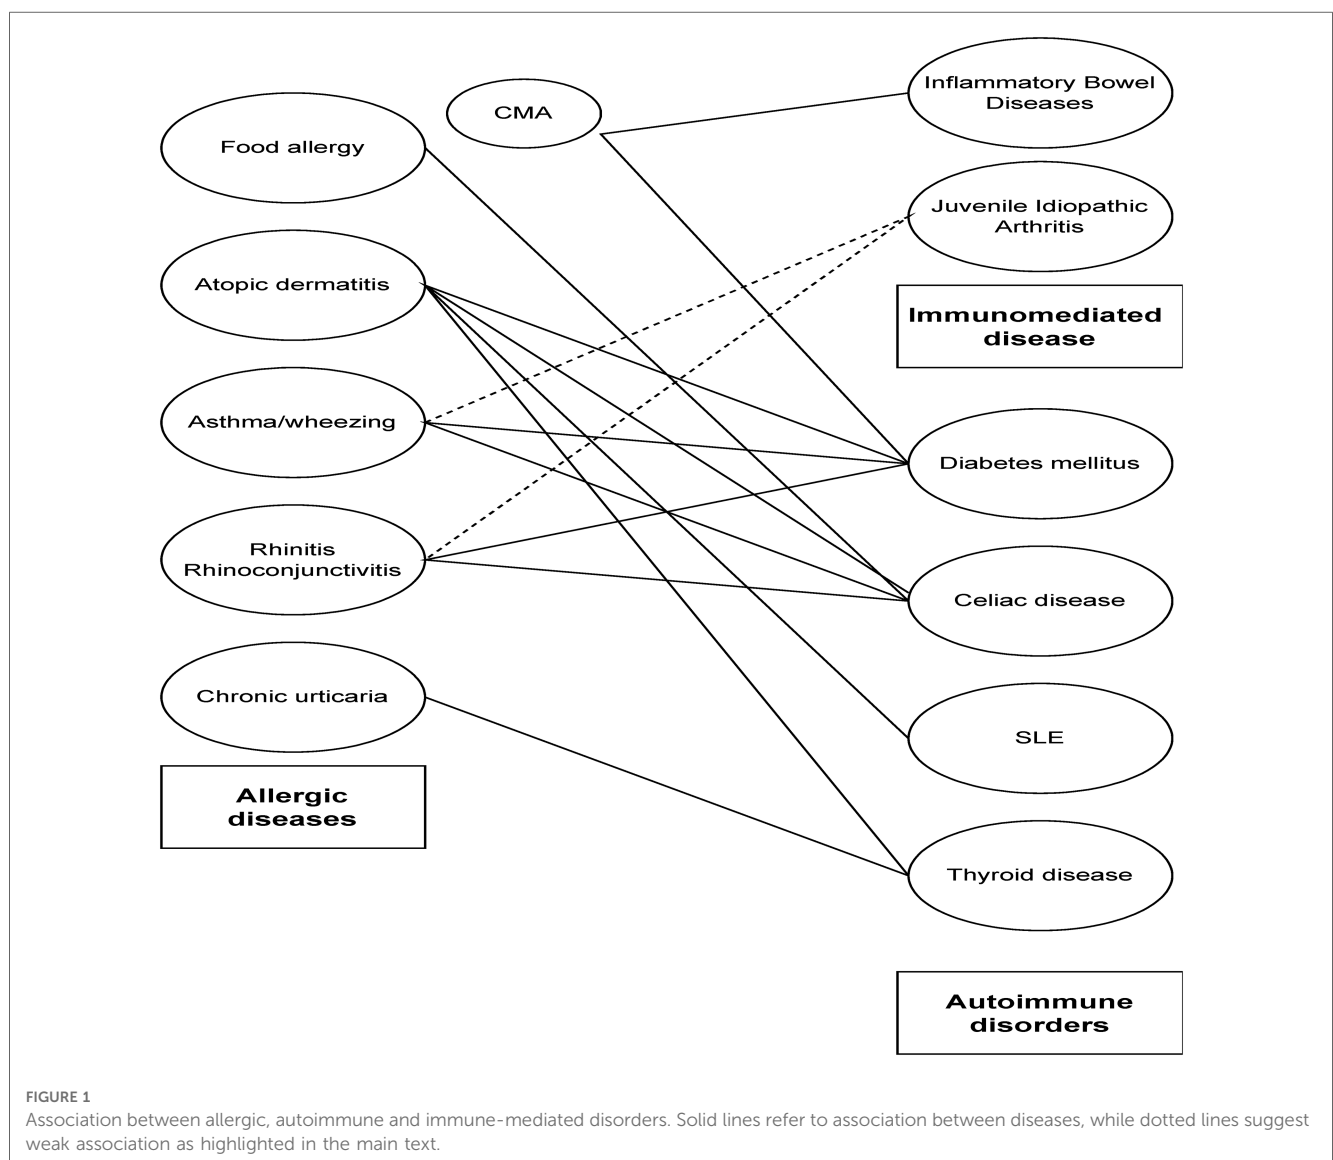 Food allergy
Atopic dermatitis
Asthma/wheezing
Rhinitis
Rhinoconjunctivitis
Chronic urticaria
Allergic
diseases
CMA
Inflammatory Bowel
Diseases
Juvenile Idiopathic
Arthritis
Immunomediated
disease
Diabetes mellitus
Celiac disease
SLE
Thyroid disease
Autoimmune
disorders
FIGURE 1
Association between allergic, autoimmune and immune-mediated disorders. Solid lines refer to association between diseases, while dotted lines suggest
weak association as highlighted in the main text.